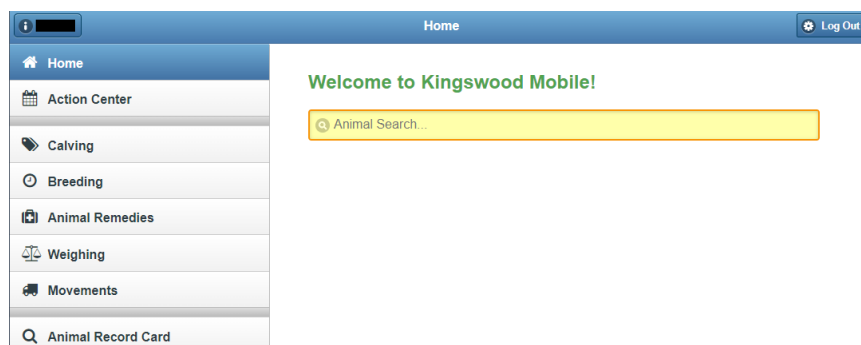 Home
Log Out
Home
Action Center
Calving
Breeding
Animal Remedies
Weighing
Movements
Animal Record Card
Welcome to Kingswood Mobile!
Animal Search...